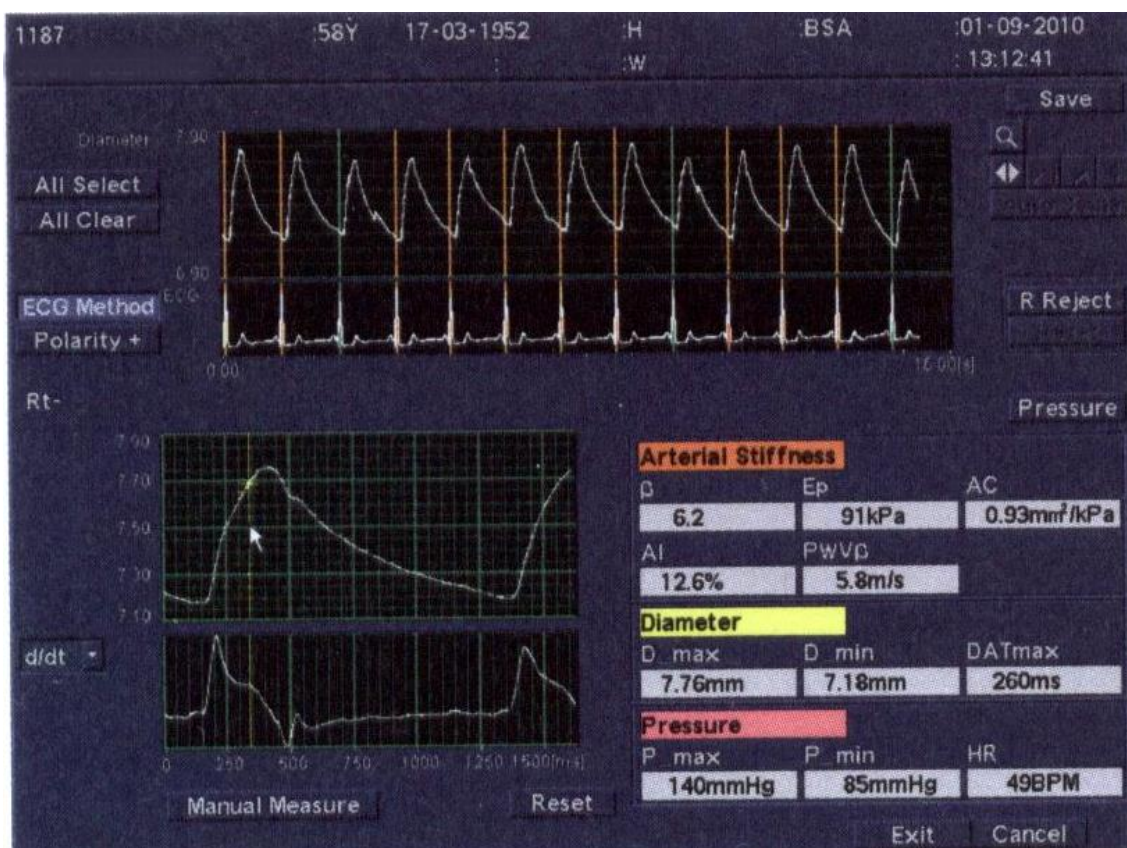 1187 :58Y 17-03-1952 :H :BSA :01-09-2010
: :W : 13:12:41
Save
Diameter 7.90
All Select
All Clear
6.90
ECG
ECG Method
R Reject
Polarity +
0.00
Rt-
Pressure
7.90
7.70
7.50
7.30
7.10
Arterial Stiffness
β Ep AC
6.2 91kPa 0.93mm²/kPa
AI PWVβ
12.6% 5.8m/s
Diameter
d/dt
D_max D_min DATmax
7.76mm 7.18mm 260ms
Pressure
P_max P_min HR
140mmHg 85mmHg 49BPM
0 250 500 750 1000 1250 1500[ms]
Manual Measure Reset
Exit Cancel